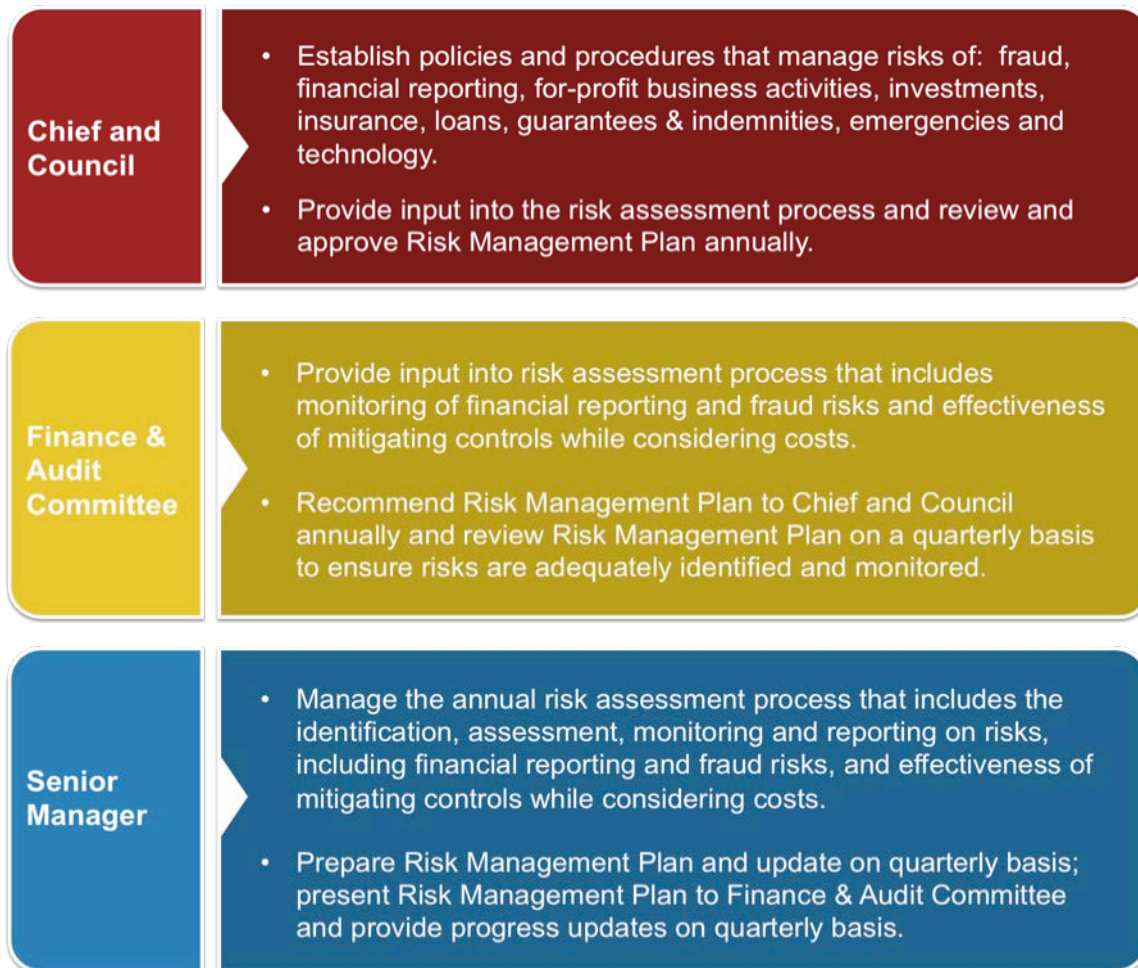 Chief and
Council
• Establish policies and procedures that manage risks of:  fraud,
financial reporting, for-profit business activities, investments,
insurance, loans, guarantees & indemnities, emergencies and
technology.
• Provide input into the risk assessment process and review and
approve Risk Management Plan annually.
Finance &
Audit
Committee
• Provide input into risk assessment process that includes
monitoring of financial reporting and fraud risks and effectiveness
of mitigating controls while considering costs.
• Recommend Risk Management Plan to Chief and Council
annually and review Risk Management Plan on a quarterly basis
to ensure risks are adequately identified and monitored.
Senior
Manager
• Manage the annual risk assessment process that includes the
identification, assessment, monitoring and reporting on risks,
including financial reporting and fraud risks, and effectiveness of
mitigating controls while considering costs.
• Prepare Risk Management Plan and update on quarterly basis;
present Risk Management Plan to Finance & Audit Committee
and provide progress updates on quarterly basis.